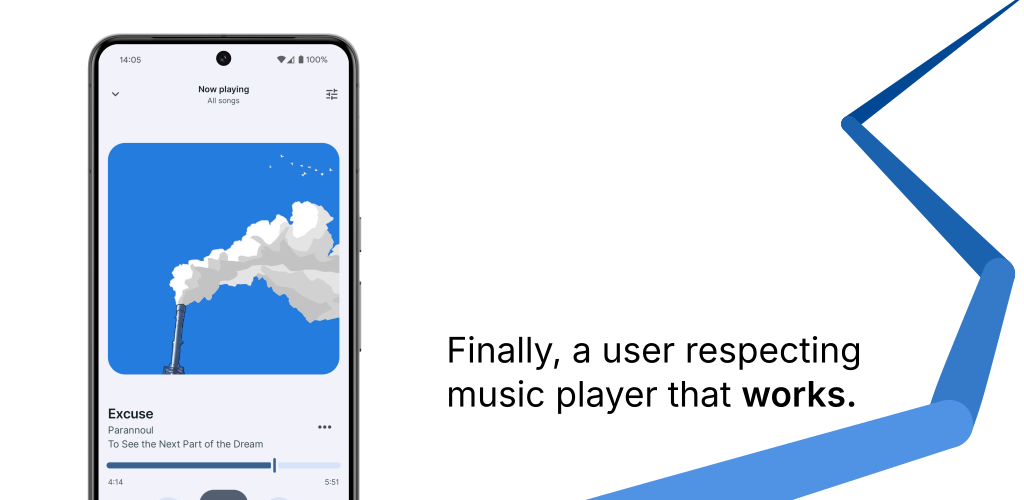 14:05
100%
Now playing
All songs
Finally, a user respecting
music player that works.
Excuse
Parannoul
To See the Next Part of the Dream
4:14
5:51